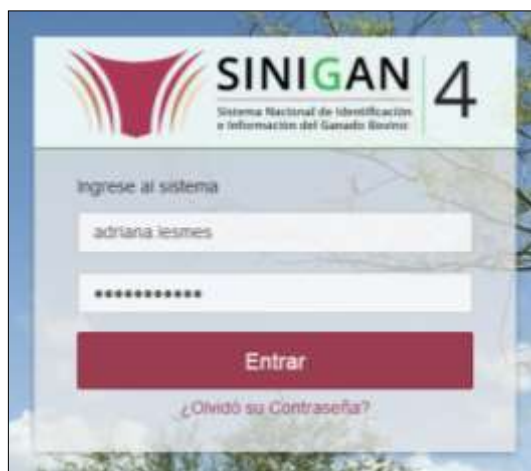 SINIGAN 4
Sistema Nacional de Identificación
e Información del Ganado Bovino
Ingrese al sistema
adriana lesmes
•••••••••••
Entrar
¿Olvidó su Contraseña?